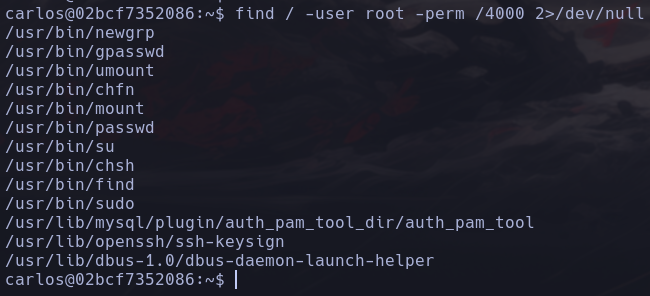 carlos@02bcf7352086:~$ find / -user root -perm /4000 2>/dev/null
/usr/bin/newgrp
/usr/bin/gpasswd
/usr/bin/umount
/usr/bin/chfn
/usr/bin/mount
/usr/bin/passwd
/usr/bin/su
/usr/bin/chsh
/usr/bin/find
/usr/bin/sudo
/usr/lib/mysql/plugin/auth_pam_tool_dir/auth_pam_tool
/usr/lib/openssh/ssh-keysign
/usr/lib/dbus-1.0/dbus-daemon-launch-helper
carlos@02bcf7352086:~$